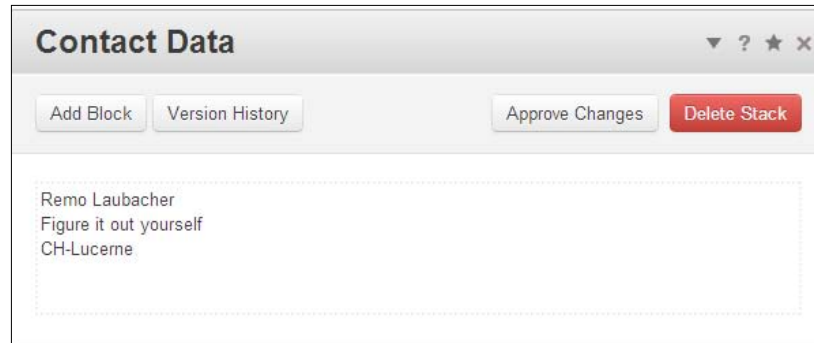 Contact Data
?
Add Block Version History Approve Changes Delete Stack
Remo Laubacher
Figure it out yourself
CH-Lucerne